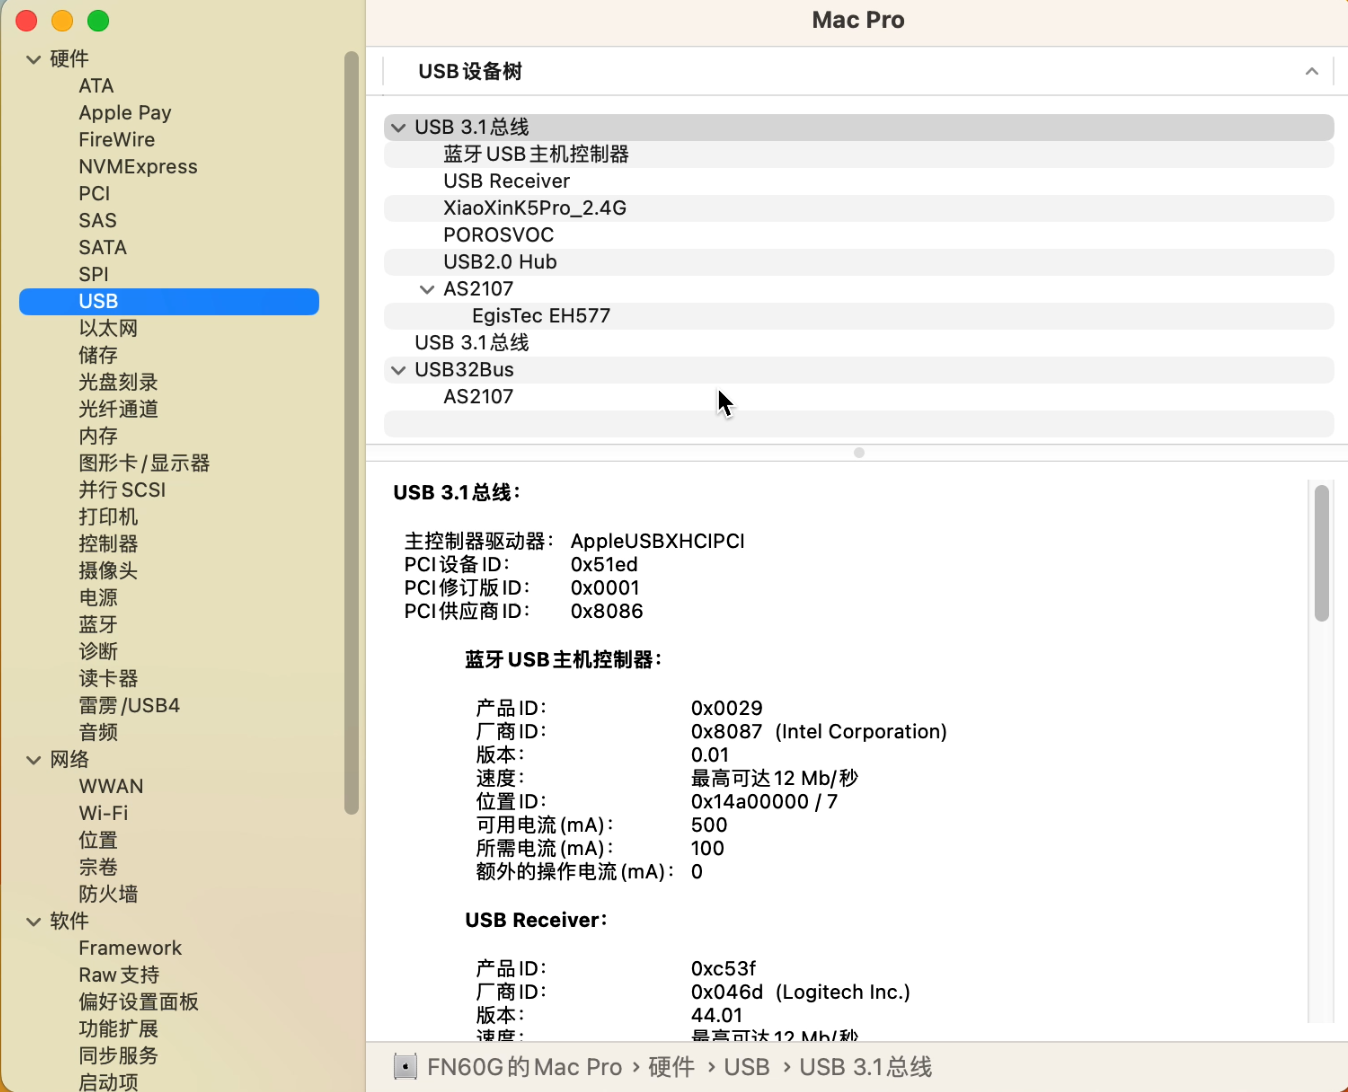 Mac Pro
硬件
ATA
Apple Pay
FireWire
NVMExpress
PCI
SAS
SATA
SPI
USB
以太网
储存
光盘刻录
光纤通道
内存
图形卡/显示器
并行SCSI
打印机
控制器
摄像头
电源
蓝牙
诊断
读卡器
雷雳/USB4
音频
网络
WWAN
Wi-Fi
位置
宗卷
防火墙
软件
Framework
Raw支持
偏好设置面板
功能扩展
同步服务
启动项
USB设备树
USB 3.1总线
蓝牙USB主机控制器
USB Receiver
XiaoXinK5Pro_2.4G
POROSVOC
USB2.0 Hub
AS2107
EgisTec EH577
USB 3.1总线
USB32Bus
AS2107
USB 3.1总线：
主控制器驱动器： AppleUSBXHCIPCI
PCI设备ID： 0x51ed
PCI修订版ID： 0x0001
PCI供应商ID： 0x8086
蓝牙USB主机控制器：
产品ID： 0x0029
厂商ID： 0x8087 (Intel Corporation)
版本： 0.01
速度： 最高可达12 Mb/秒
位置ID： 0x14a00000 / 7
可用电流(mA)： 500
所需电流(mA)： 100
额外的操作电流(mA)： 0
USB Receiver：
产品ID： 0xc53f
厂商ID： 0x046d (Logitech Inc.)
版本： 44.01
速度： 最高可达12 Mb/秒
FN60G的Mac Pro › 硬件 › USB › USB 3.1总线